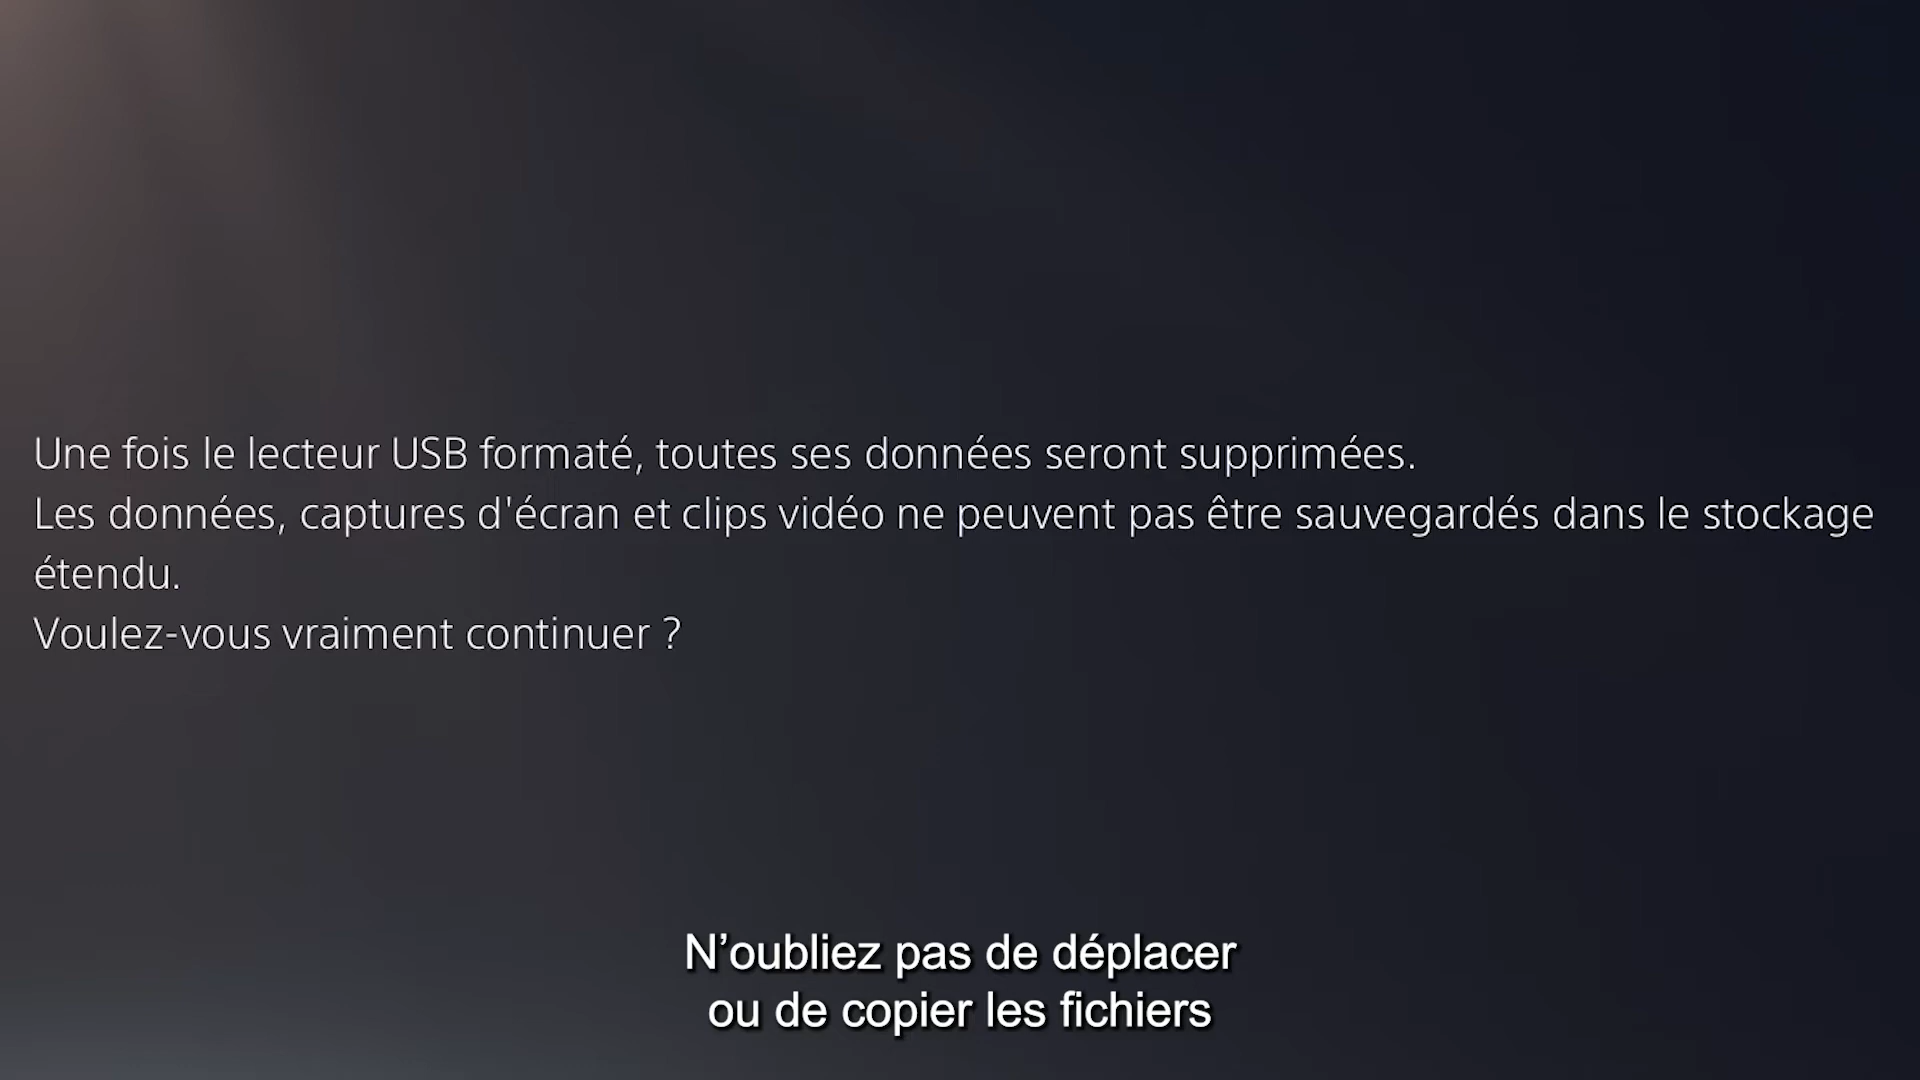 Une fois le lecteur USB formaté, toutes ses données seront supprimées.
Les données, captures d'écran et clips vidéo ne peuvent pas être sauvegardés dans le stockage
étendu.
Voulez-vous vraiment continuer ?
N’oubliez pas de déplacer
ou de copier les fichiers